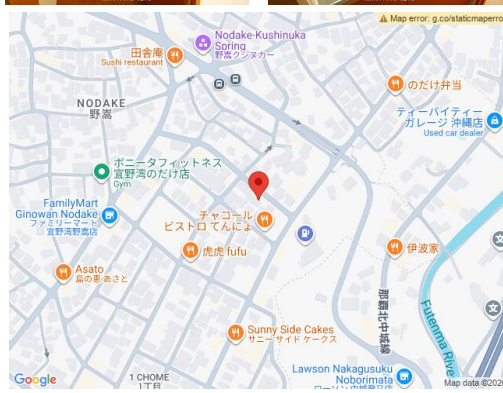 Map error: g.co/staticmaperro
Nodake-Kushinuka
Spring
野嵩クシヌカー
田舎庵
Sushi restaurant
のだけ弁当
NODAKE
野嵩
ティーバイティー
ガレージ 沖縄店
Used car dealer
ボニータフィットネス
宜野湾のだけ店
Gym
FamilyMart
Ginowan Nodake
ファミリーマート
宜野湾野嵩店
チャコール
ビストロ てんにょ
虎虎 fufu
伊波家
Asato
島の恵 あさと
那覇北中城線
Futenma River
Sunny Side Cakes
サニー サイド ケークス
1 CHOME
1丁目
Lawson Nakagusuku
Noborimata
Google
Map data ©202